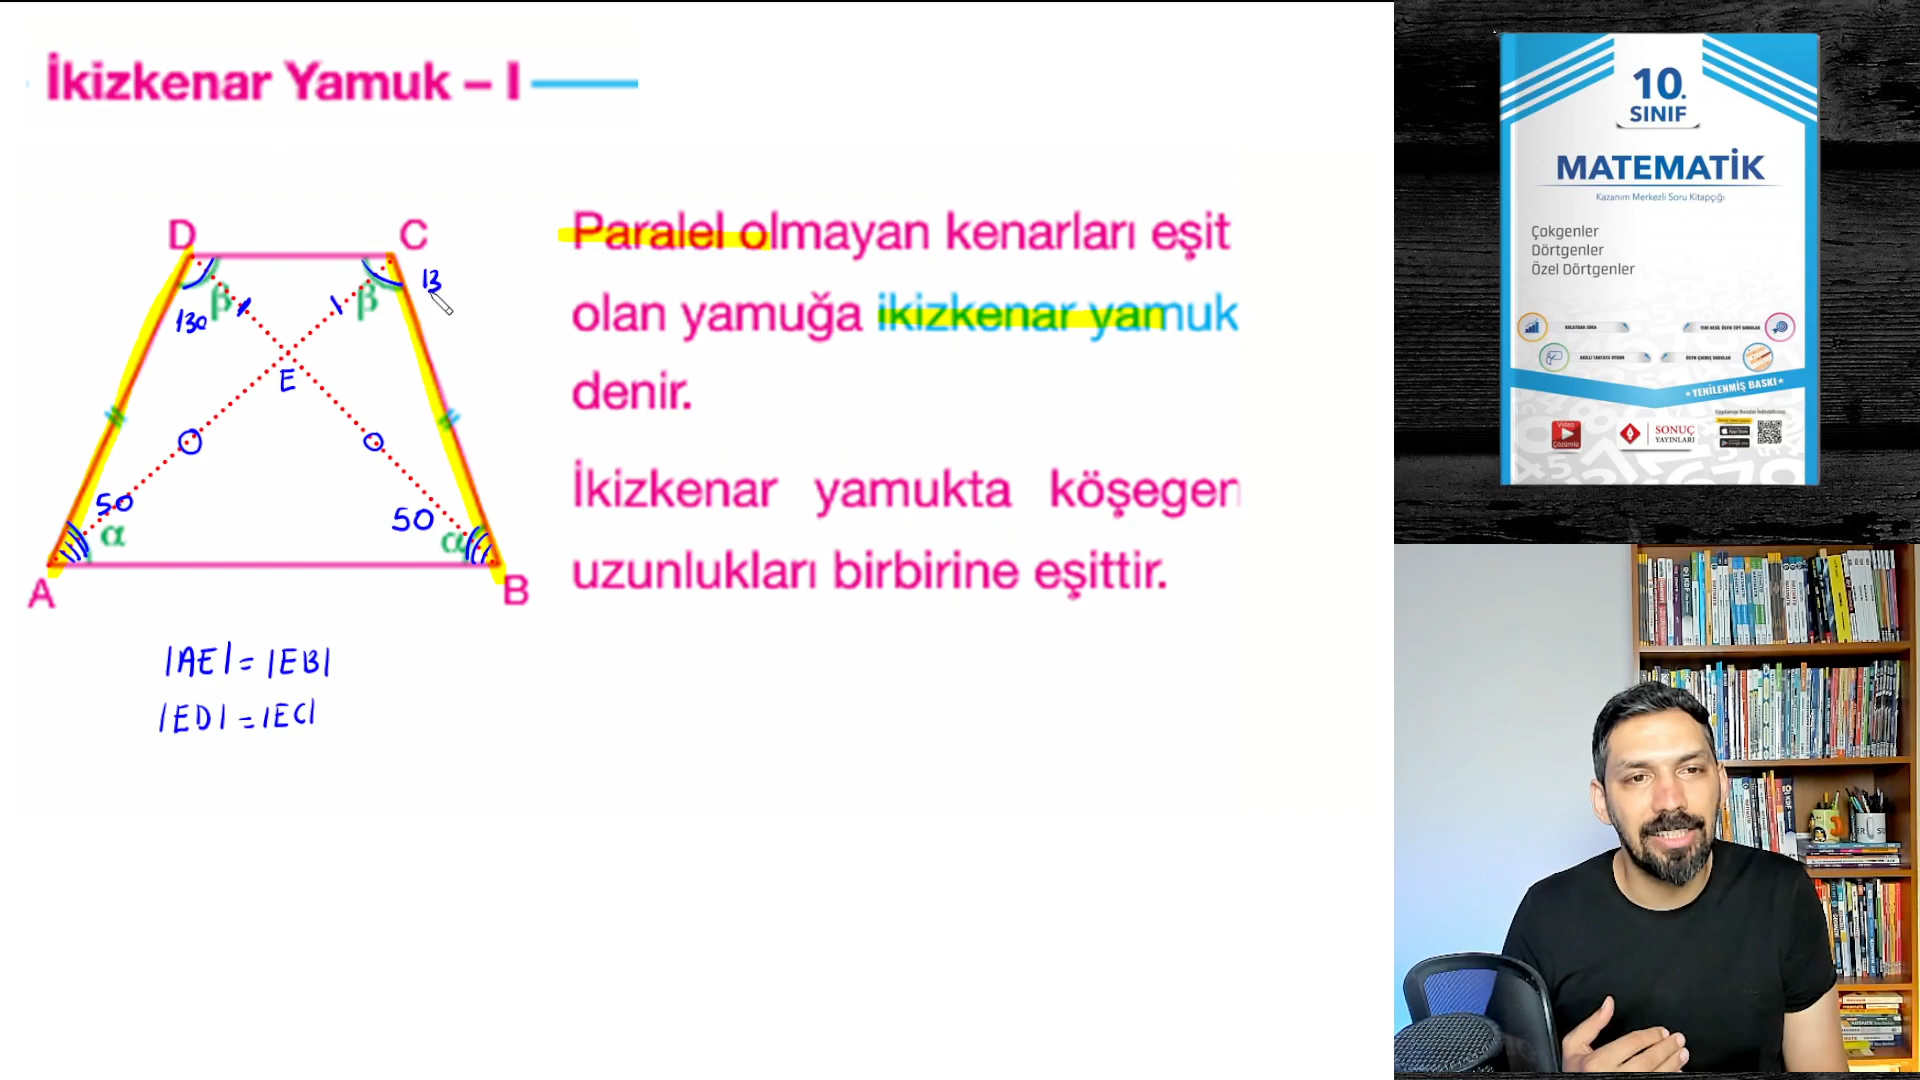 İkizkenar Yamuk – I
D
C
β
β
13
130
E
50
50
α
α
A
B
|AE| = |EB|
|ED| = |EC|
Paralel olmayan kenarları eşit
olan yamuğa ikizkenar yamuk
denir.
İkizkenar yamukta köşegen
uzunlukları birbirine eşittir.
10.
SINIF
MATEMATİK
Kazanım Merkezli Soru Kitapçığı
Çokgenler
Dörtgenler
Özel Dörtgenler
YENİLENMİŞ BASKI
Video
Çözümlü
SONUÇ
YAYINLARI